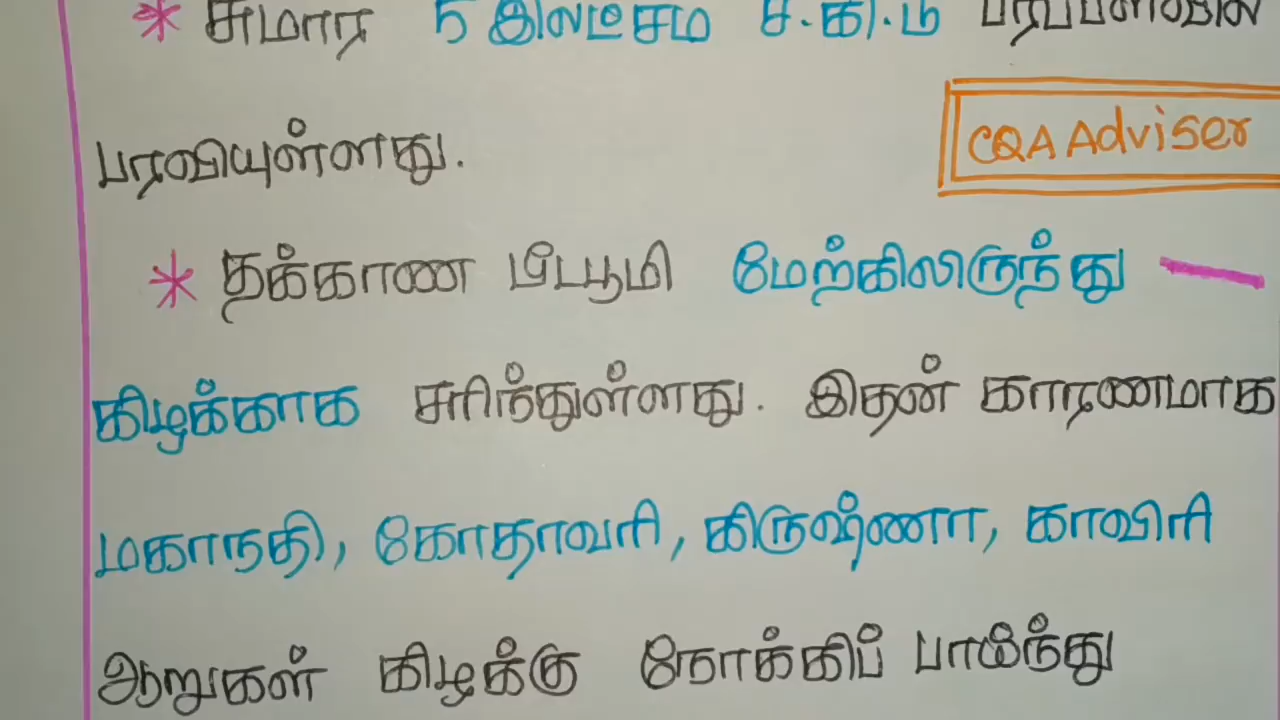 * சுமார் 5 இலட்சம் ச.கி.மீ பரப்பளவில்
பரவியுள்ளது.
CQA Adviser
* தக்காண பீடபூமி மேற்கிலிருந்து –
கிழக்காக சரிந்துள்ளது. இதன் காரணமாக
மகாநதி, கோதாவரி, கிருஷ்ணா, காவிரி
ஆறுகள் கிழக்கு நோக்கிப் பாய்ந்து